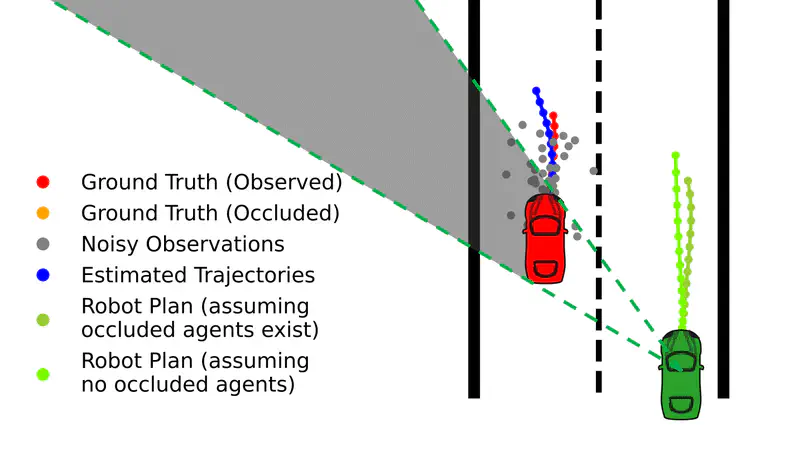 Ground Truth (Observed)
Ground Truth (Occluded)
Noisy Observations
Estimated Trajectories
Robot Plan (assuming
occluded agents exist)
Robot Plan (assuming
no occluded agents)